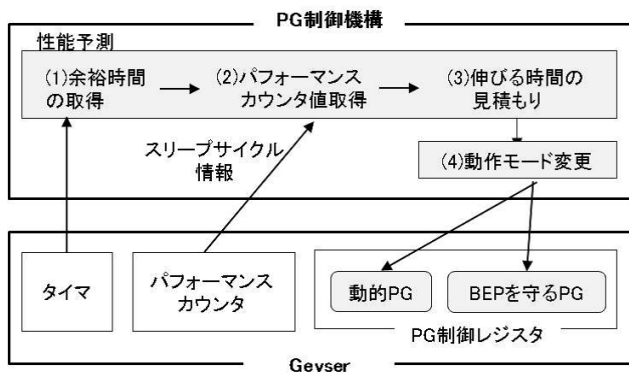 PG制御機構
性能予測
(1)余裕時間
の取得
(2)パフォーマンス
カウンタ値取得
(3)伸びる時間の
見積もり
スリープサイクル
情報
(4)動作モード変更
タイマ
パフォーマンス
カウンタ
動的PG
BEPを守るPG
PG制御レジスタ
Geyser